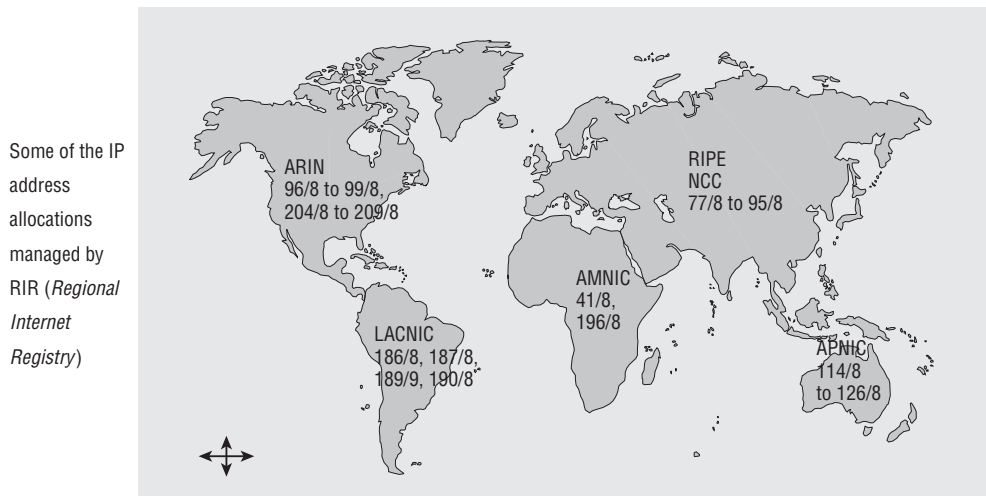 Some of the IP
address
allocations
managed by
RIR (Regional
Internet
Registry)
ARIN
96/8 to 99/8,
204/8 to 209/8
RIPE
NCC
77/8 to 95/8
AMNIC
41/8,
196/8
LACNIC
186/8, 187/8,
189/9, 190/8
APNIC
114/8
to 126/8